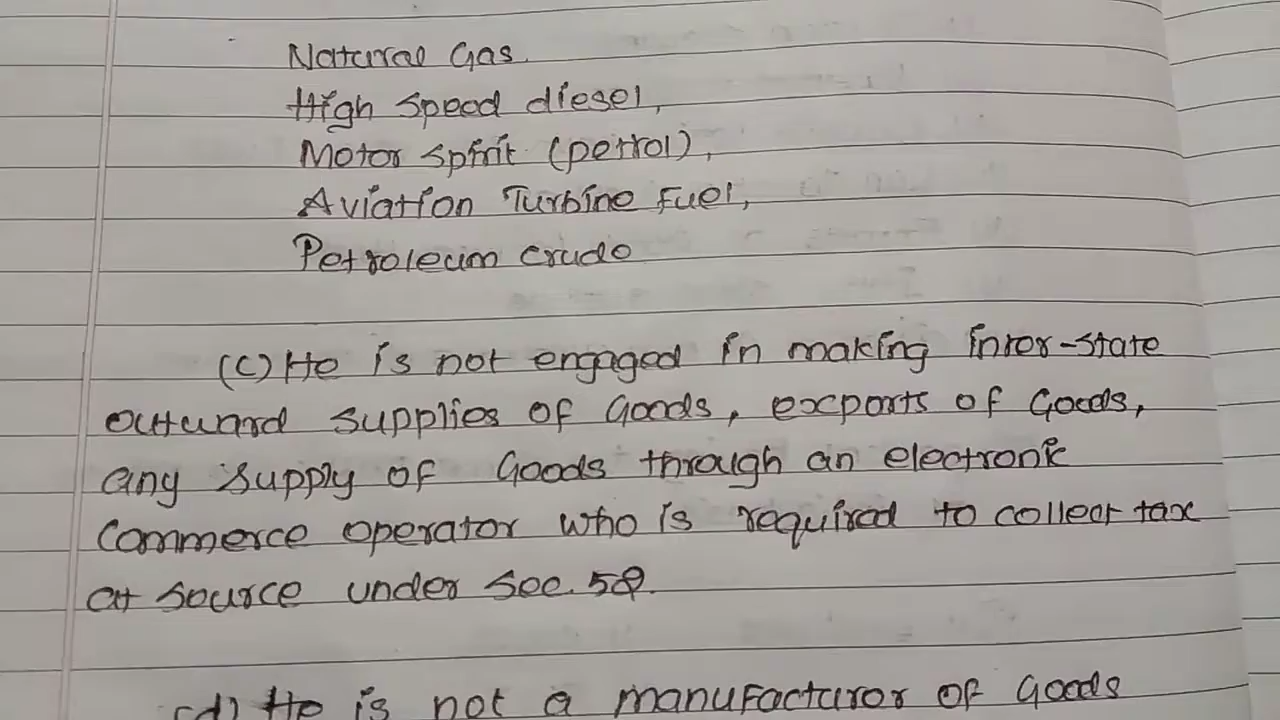 Natural Gas.
High Speed diesel,
Motor Spirit (petrol),
Aviation Turbine Fuel,
Petroleum crude
(c) He is not engaged in making inter-state
outward supplies of Goods, exports of Goods,
any supply of Goods through an electronic
Commerce operator who is required to collect tax
at source under Sec. 52.
(d) He is not a manufacturer of Goods